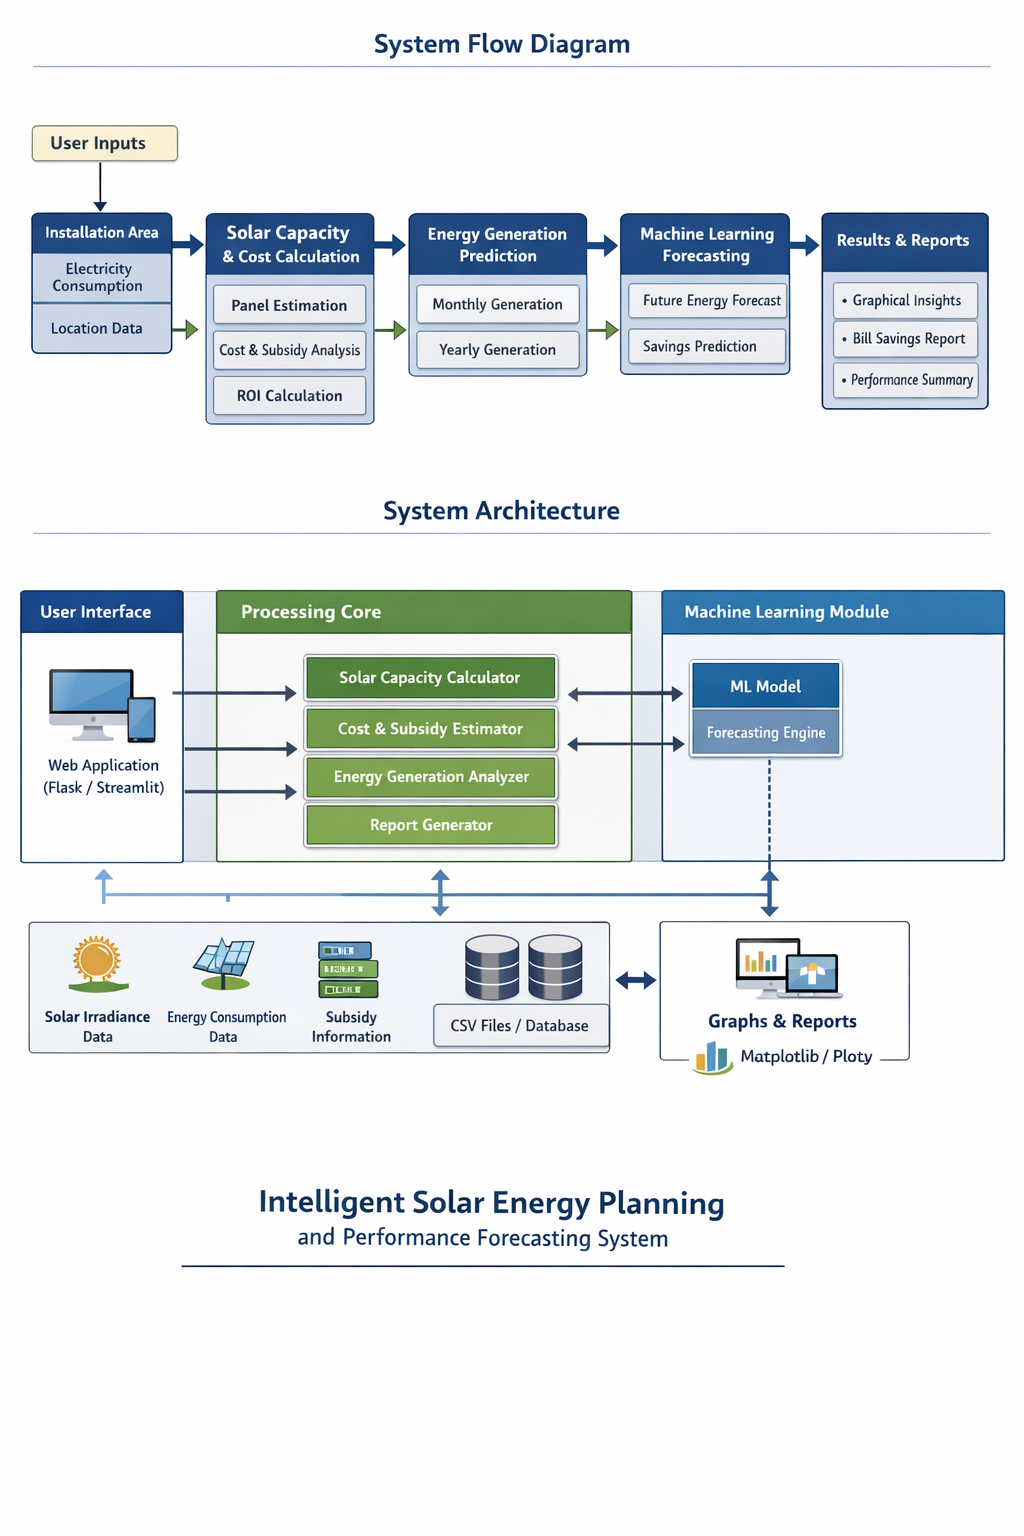 System Flow Diagram
User Inputs
Installation Area
Electricity
Consumption
Location Data
Solar Capacity
& Cost Calculation
Panel Estimation
Cost & Subsidy Analysis
ROI Calculation
Energy Generation
Prediction
Monthly Generation
Yearly Generation
Machine Learning
Forecasting
Future Energy Forecast
Savings Prediction
Results & Reports
• Graphical Insights
• Bill Savings Report
• Performance Summary
System Architecture
User Interface
Web Application
(Flask / Streamlit)
Processing Core
Solar Capacity Calculator
Cost & Subsidy Estimator
Energy Generation Analyzer
Report Generator
Machine Learning Module
ML Model
Forecasting Engine
Solar Irradiance
Data
Energy Consumption
Data
Subsidy
Information
CSV Files / Database
Graphs & Reports
Matplotlib / Ploty
Intelligent Solar Energy Planning
and Performance Forecasting System